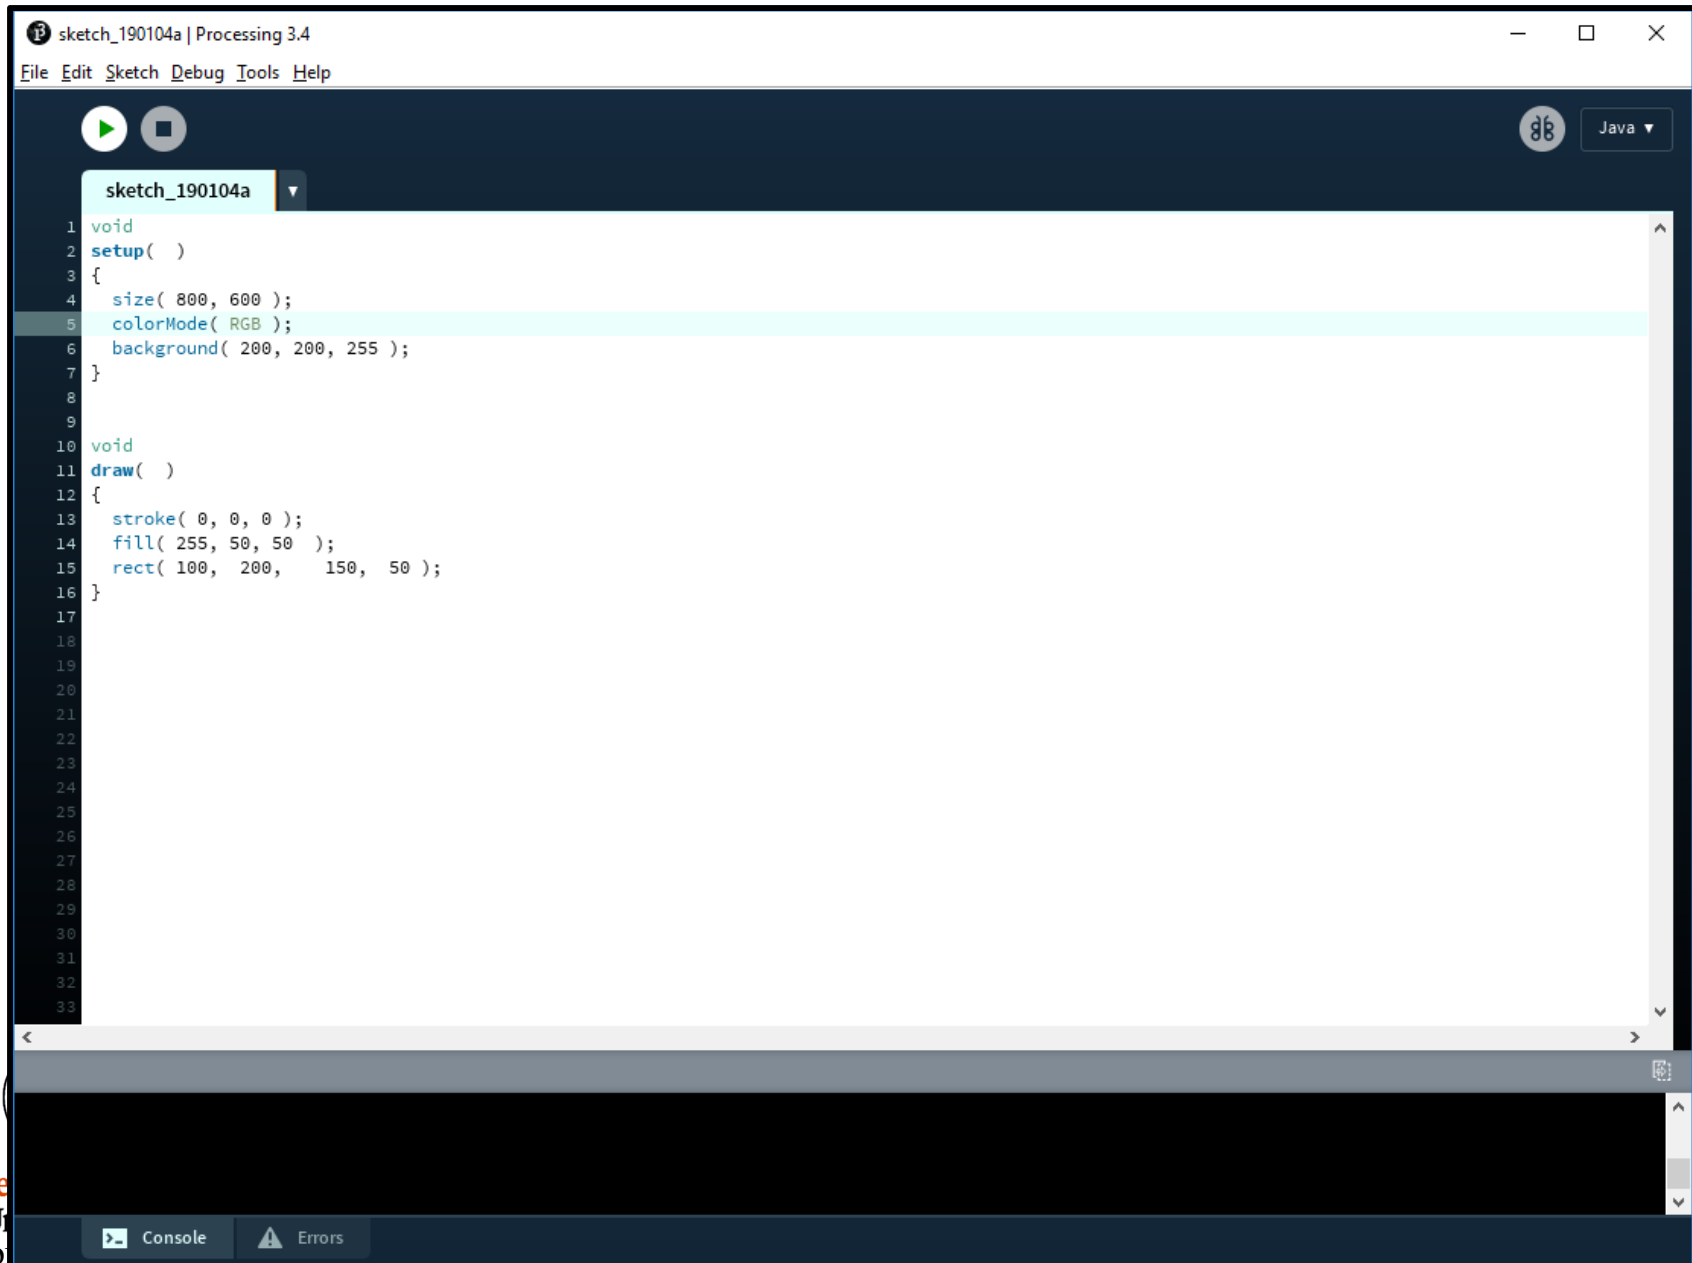 sketch_190104a | Processing 3.4
File Edit Sketch Debug Tools Help
Java ▼
sketch_190104a ▼
1 void
2 setup(  )
3 {
4   size( 800, 600 );
5   colorMode( RGB );
6   background( 200, 200, 255 );
7 }
8
9
10 void
11 draw(  )
12 {
13   stroke( 0, 0, 0 );
14   fill( 255, 50, 50  );
15   rect( 100,  200,    150,  50 );
16 }
17
18
19
20
21
22
23
24
25
26
27
28
29
30
31
32
33
Console Errors